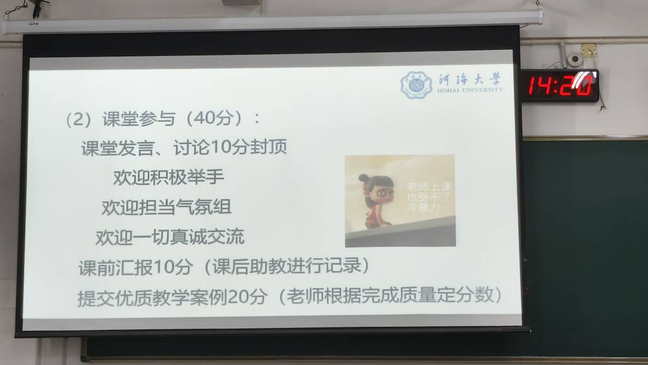 河海大学
HOHAI UNIVERSITY
14:20
（2）课堂参与（40分）：
课堂发言、讨论10分封顶
欢迎积极举手
欢迎担当气氛组
欢迎一切真诚交流
老师上课
也受不了
冷暴力
课前汇报10分（课后助教进行记录）
提交优质教学案例20分（老师根据完成质量定分数）